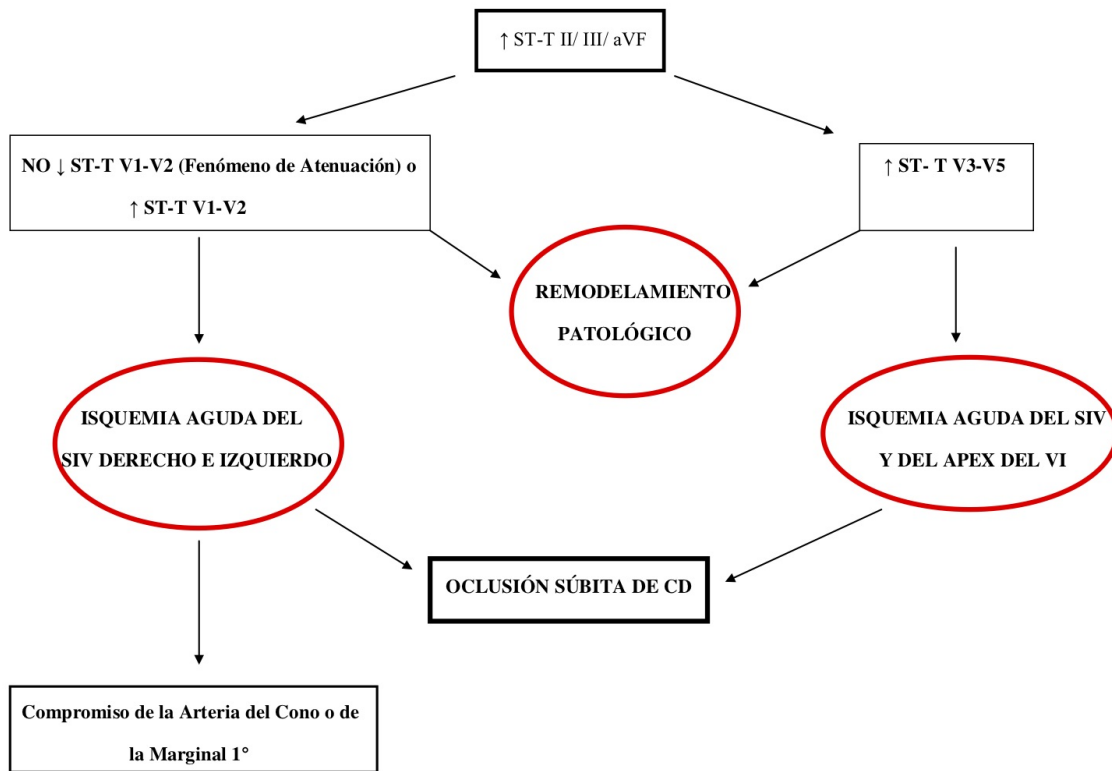 ↑ ST-T II/ III/ aVF
NO ↓ ST-T V1-V2 (Fenómeno de Atenuación) o
↑ ST-T V1-V2
↑ ST- T V3-V5
REMODELAMIENTO
PATOLÓGICO
ISQUEMIA AGUDA DEL
SIV DERECHO E IZQUIERDO
ISQUEMIA AGUDA DEL SIV
Y DEL APEX DEL VI
OCLUSIÓN SÚBITA DE CD
Compromiso de la Arteria del Cono o de
la Marginal 1°